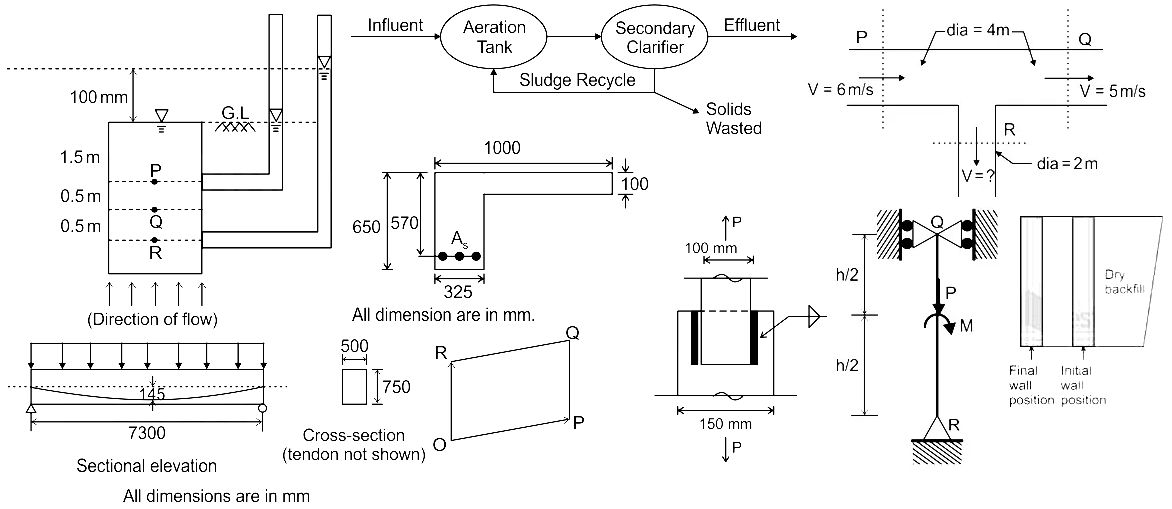 100 mm
G.L
1.5 m
P
0.5 m
Q
0.5 m
R
(Direction of flow)
Influent
Aeration
Tank
Secondary
Clarifier
Effluent
Sludge Recycle
Solids
Wasted
1000
100
650
570
As
325
All dimension are in mm.
P
dia = 4m
Q
V = 6 m/s
V = 5 m/s
R
dia = 2 m
V = ?
145
7300
Sectional elevation
All dimensions are in mm
500
750
Cross-section
(tendon not shown)
R
Q
O
P
P
100 mm
150 mm
P
Q
h/2
P
M
h/2
R
Dry
backfill
Final
wall
position
Initial
wall
position